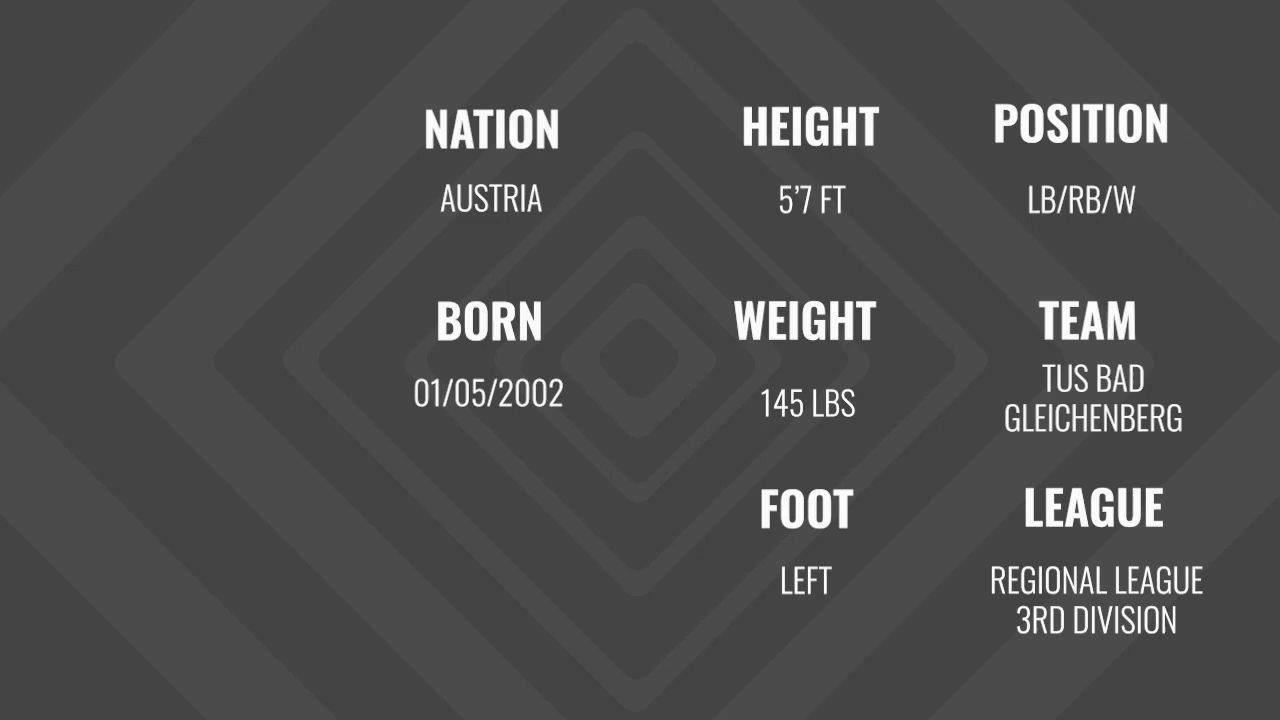 NATION
AUSTRIA
HEIGHT
5’7 FT
POSITION
LB/RB/W
BORN
01/05/2002
WEIGHT
145 LBS
TEAM
TUS BAD
GLEICHENBERG
FOOT
LEFT
LEAGUE
REGIONAL LEAGUE
3RD DIVISION